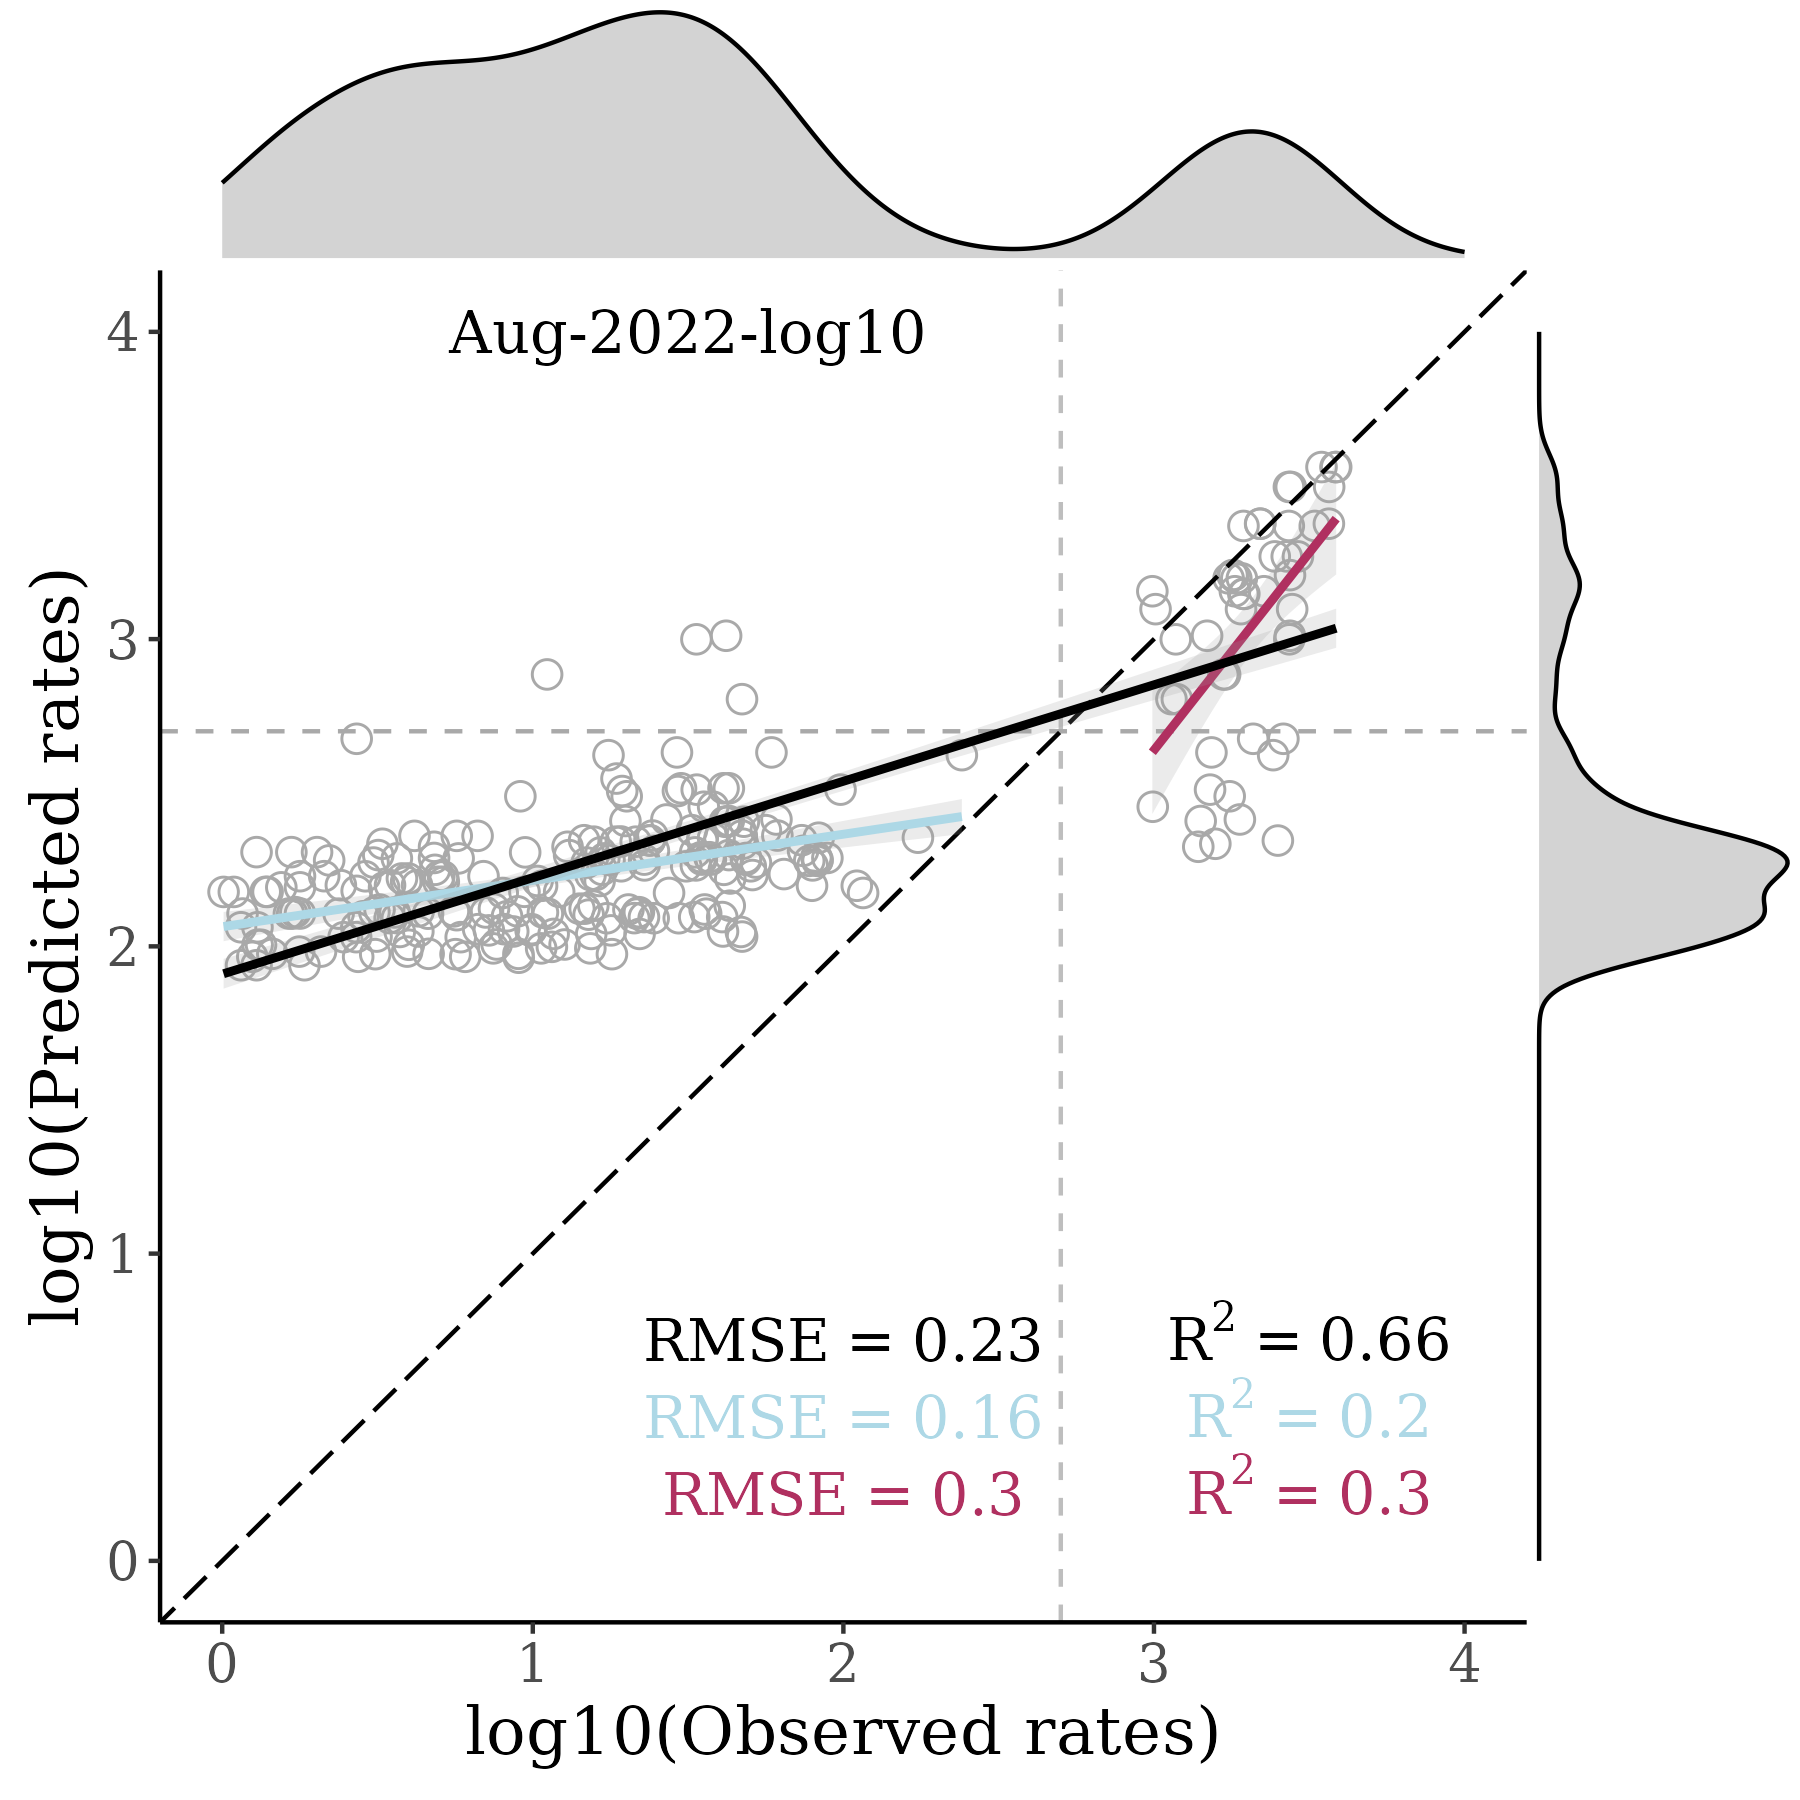 Aug-2022-log10
4
3
2
1
0
log10(Predicted rates)
RMSE = 0.23 R² = 0.66
RMSE = 0.16 R² = 0.2
RMSE = 0.3 R² = 0.3
0 1 2 3 4
log10(Observed rates)